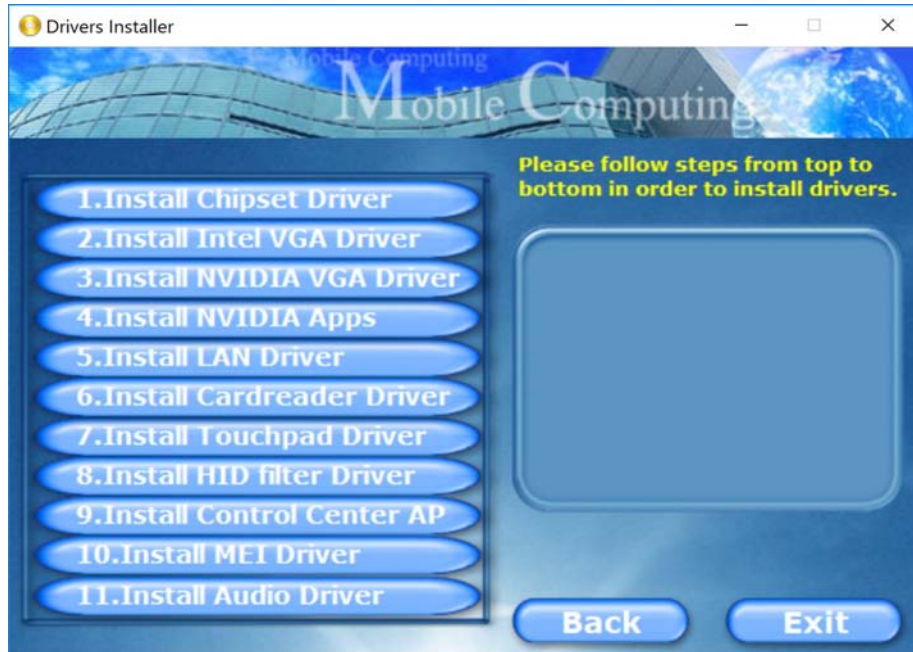 Drivers Installer
Mobile Computing
Mobile Computing
Please follow steps from top to
bottom in order to install drivers.
1.Install Chipset Driver
2.Install Intel VGA Driver
3.Install NVIDIA VGA Driver
4.Install NVIDIA Apps
5.Install LAN Driver
6.Install Cardreader Driver
7.Install Touchpad Driver
8.Install HID filter Driver
9.Install Control Center AP
10.Install MEI Driver
11.Install Audio Driver
Back
Exit